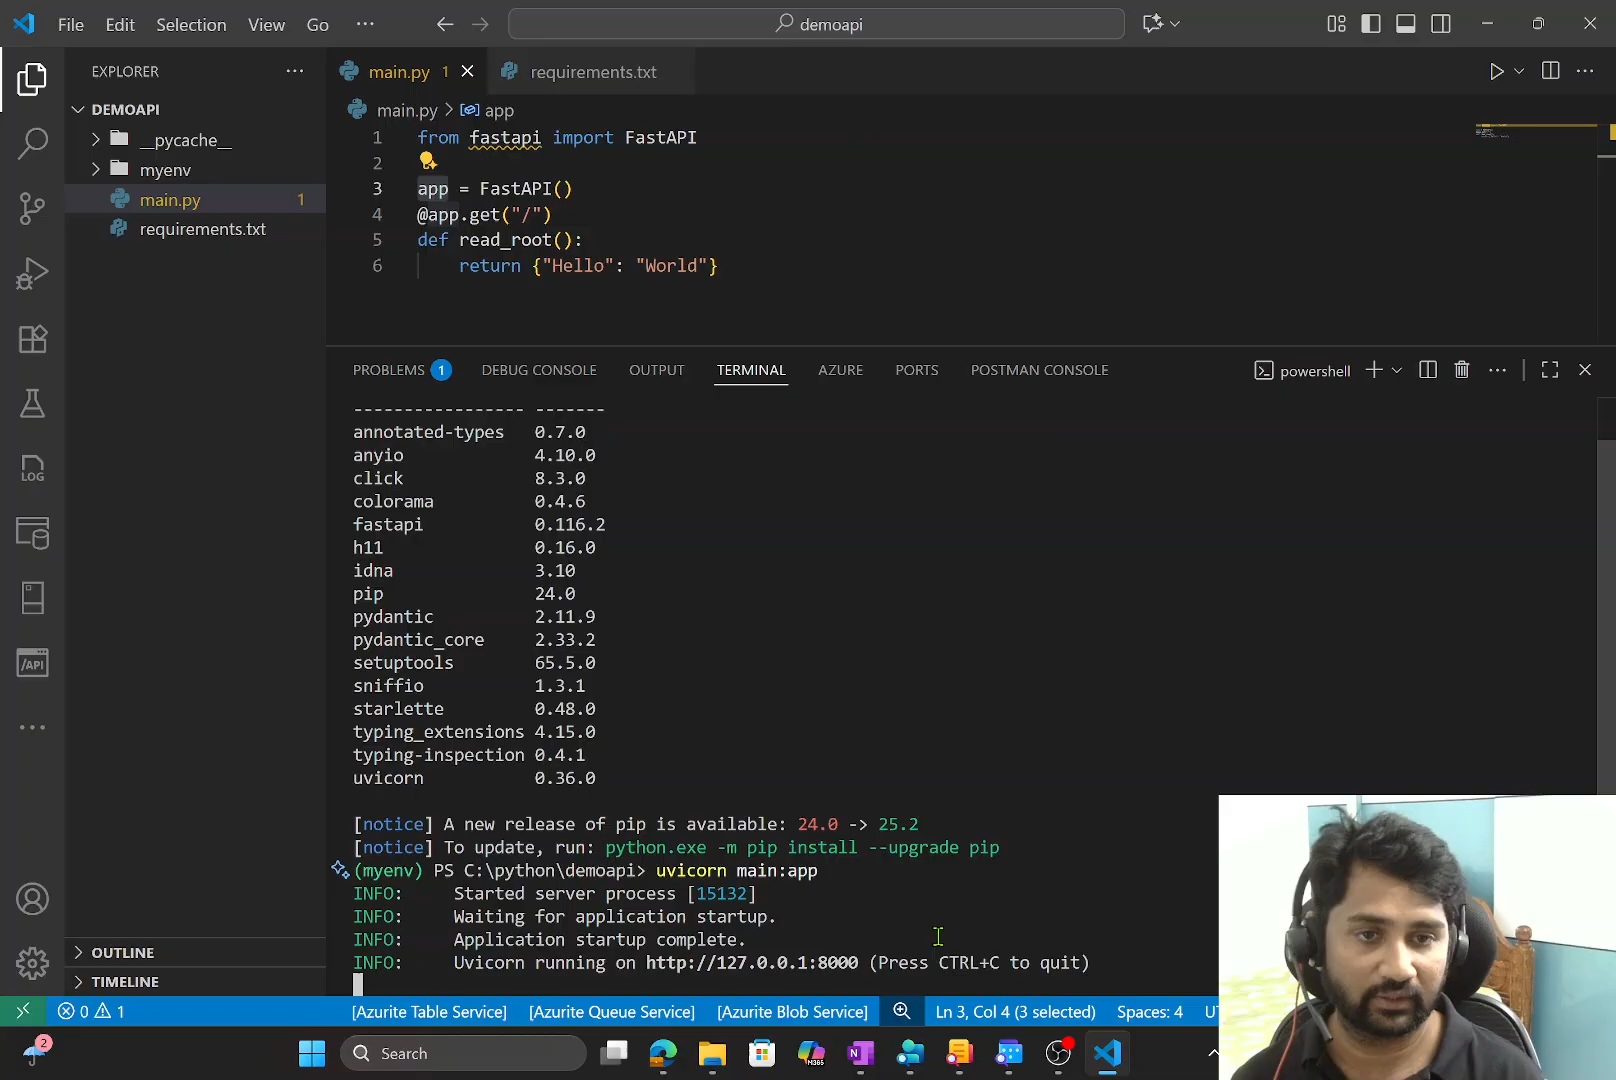 File Edit Selection View Go ··· demoapi
EXPLORER ···
DEMOAPI
__pycache__
myenv
main.py 1
requirements.txt
OUTLINE
TIMELINE
main.py 1
requirements.txt
main.py > app
1 from fastapi import FastAPI
2
3 app = FastAPI()
4 @app.get("/")
5 def read_root():
6 return {"Hello": "World"}
PROBLEMS 1 DEBUG CONSOLE OUTPUT TERMINAL AZURE PORTS POSTMAN CONSOLE powershell
----------------- -------
annotated-types 0.7.0
anyio 4.10.0
click 8.3.0
colorama 0.4.6
fastapi 0.116.2
h11 0.16.0
idna 3.10
pip 24.0
pydantic 2.11.9
pydantic_core 2.33.2
setuptools 65.5.0
sniffio 1.3.1
starlette 0.48.0
typing_extensions 4.15.0
typing-inspection 0.4.1
uvicorn 0.36.0
[notice] A new release of pip is available: 24.0 -> 25.2
[notice] To update, run: python.exe -m pip install --upgrade pip
(myenv) PS C:\python\demoapi> uvicorn main:app
INFO: Started server process [15132]
INFO: Waiting for application startup.
INFO: Application startup complete.
INFO: Uvicorn running on http://127.0.0.1:8000 (Press CTRL+C to quit)
LOG
/API
0 1 [Azurite Table Service] [Azurite Queue Service] [Azurite Blob Service] Ln 3, Col 4 (3 selected) Spaces: 4
2 Search M365 N